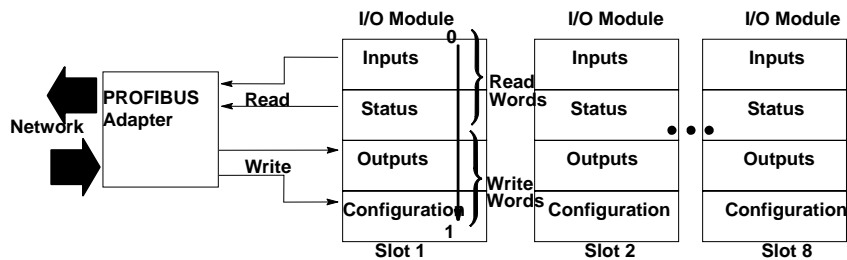 I/O Module
I/O Module
I/O Module
0
Inputs
Inputs
Inputs
PROFIBUS
Adapter
Read
Read
Words
Status
Status
Status
Network
Outputs
Outputs
Outputs
Write
Write
Words
Configuration
Configuration
Configuration
1
Slot 1
Slot 2
Slot 8